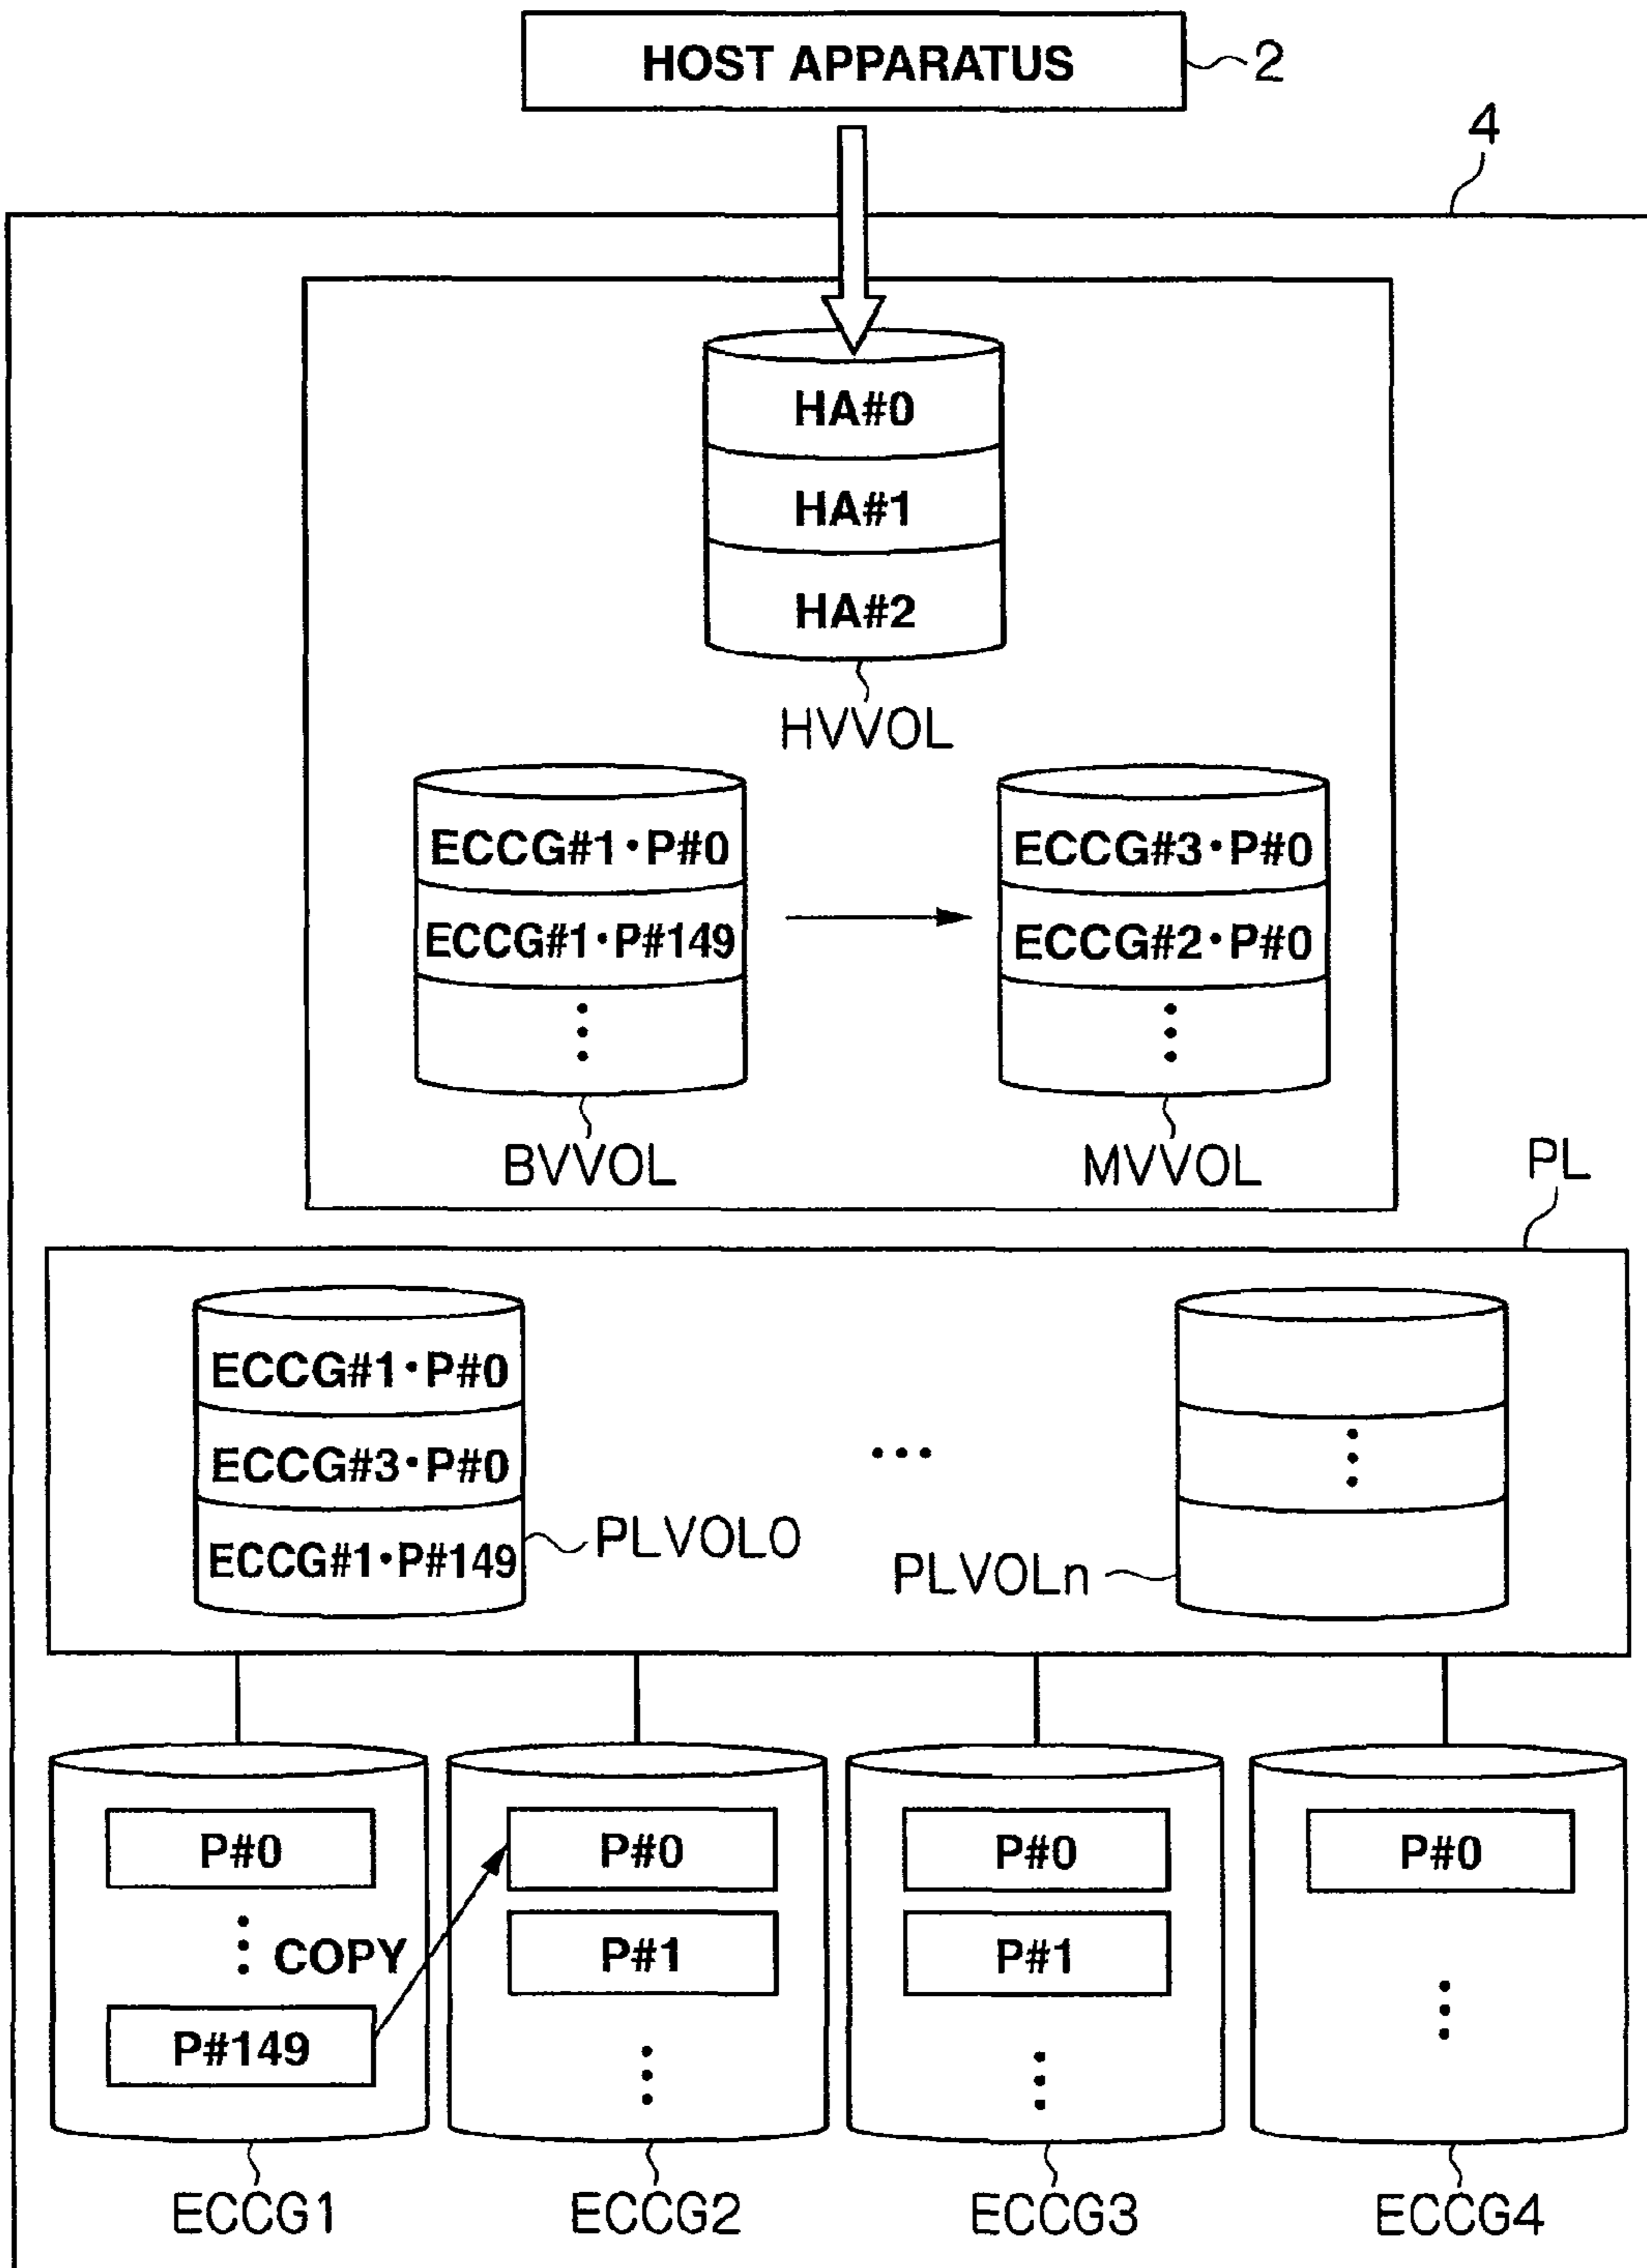 HOST APPARATUS
2
4
HA#0
HA#1
HA#2
HVVOL
ECCG#1·P#0
ECCG#3·P#0
ECCG#1·P#149
ECCG#2·P#0
BVVOL
MVVOL
PL
ECCG#1·P#0
ECCG#3·P#0
ECCG#1·P#149
PLVOL0
PLVOLn
P#0
P#0
P#0
P#0
COPY
P#1
P#1
P#149
ECCG1
ECCG2
ECCG3
ECCG4